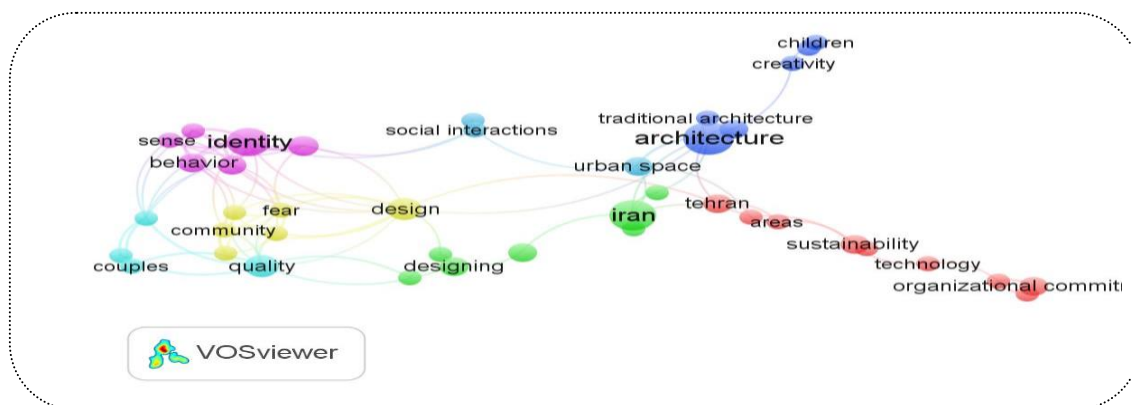 children
creativity
traditional architecture
architecture
social interactions
sense
identity
behavior
urban space
fear
design
tehran
iran
areas
community
sustainability
couples
quality
designing
technology
organizational commit
VOSviewer